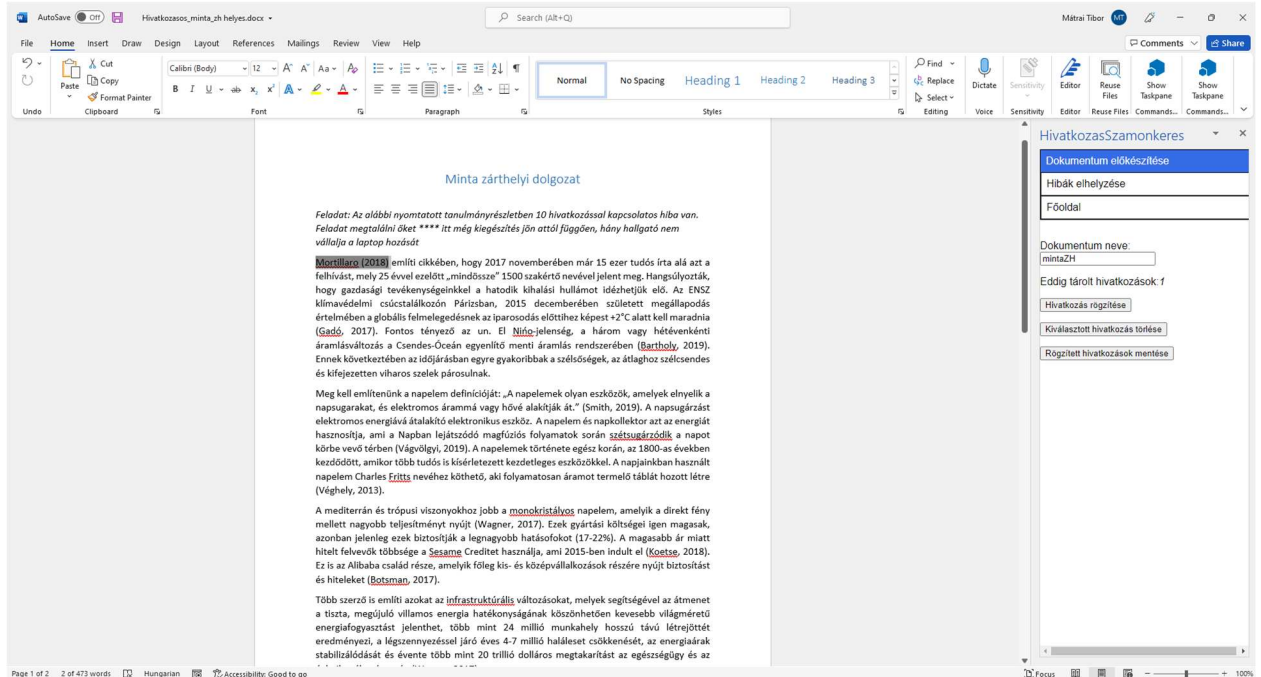 AutoSave Off Hivatkozasos_minta_zh helyes.docx Search (Alt+Q) Mátrai Tibor MT
File Home Insert Draw Design Layout References Mailings Review View Help Comments Share
Paste Cut Copy Format Painter
Calibri (Body) 12
Normal No Spacing Heading 1 Heading 2 Heading 3
Find Replace Select
Dictate Sensitivity Editor Reuse Files Show Taskpane Show Taskpane
Undo Clipboard Font Paragraph Styles Editing Voice Sensitivity Editor Reuse Files Commands... Commands...
Minta zárthelyi dolgozat
Feladat: Az alábbi nyomtatott tanulmányrészletben 10 hivatkozással kapcsolatos hiba van.
Feladat megtalálni őket **** itt még kiegészítés jön attól függően, hány hallgató nem
vállalja a laptop hozását
Mortillaro (2018) említi cikkében, hogy 2017 novemberében már 15 ezer tudós írta alá azt a
felhívást, mely 25 évvel ezelőtt „mindössze” 1500 szakértő nevével jelent meg. Hangsúlyozták,
hogy gazdasági tevékenységeinkkel a hatodik kihalási hullámot idézhetjük elő. Az ENSZ
klímavédelmi csúcstalálkozón Párizsban, 2015 decemberében született megállapodás
értelmében a globális felmelegedésnek az iparosodás előttihez képest +2°C alatt kell maradnia
(Gadó, 2017). Fontos tényező az un. El Nińo-jelenség, a három vagy hétévenkénti
áramlásváltozás a Csendes-Óceán egyenlítő menti áramlás rendszerében (Bartholy, 2019).
Ennek következtében az időjárásban egyre gyakoribbak a szélsőségek, az átlaghoz szélcsendes
és kifejezetten viharos szelek párosulnak.
Meg kell említenünk a napelem definícióját: „A napelemek olyan eszközök, amelyek elnyelik a
napsugarakat, és elektromos árammá vagy hővé alakítják át.” (Smith, 2019). A napsugárzást
elektromos energiává átalakító elektronikus eszköz. A napelem és napkollektor azt az energiát
hasznosítja, ami a Napban lejátszódó magfúziós folyamatok során szétsugárzódik a napot
körbe vevő térben (Vágvölgyi, 2019). A napelemek története egész korán, az 1800-as években
kezdődött, amikor több tudós is kísérletezett kezdetleges eszközökkel. A napjainkban használt
napelem Charles Fritts nevéhez köthető, aki folyamatosan áramot termelő táblát hozott létre
(Véghely, 2013).
A mediterrán és trópusi viszonyokhoz jobb a monokristályos napelem, amelyik a direkt fény
mellett nagyobb teljesítményt nyújt (Wagner, 2017). Ezek gyártási költségei igen magasak,
azonban jelenleg ezek biztosítják a legnagyobb hatásofokot (17-22%). A magasabb ár miatt
hitelt felvevők többsége a Sesame Creditet használja, ami 2015-ben indult el (Koetse, 2018).
Ez is az Alibaba család része, amelyik főleg kis- és középvállalkozások részére nyújt biztosítást
és hiteleket (Botsman, 2017).
Több szerző is említi azokat az infrastruktúrális változásokat, melyek segítségével az átmenet
a tiszta, megújuló villamos energia hatékonyságának köszönhetően kevesebb világméretű
energiafogyasztást jelenthet, több mint 24 millió munkahely hosszú távú létrejöttét
eredményezi, a légszennyezéssel járó éves 4-7 millió haláleset csökkenését, az energiaárak
stabilizálódását és évente több mint 20 trillió dolláros megtakarítást az egészségügy és az
HivatkozasSzamonkeres
Dokumentum előkészítése
Hibák elhelyzése
Főoldal
Dokumentum neve:
mintaZH
Eddig tárolt hivatkozások:1
Hivatkozás rögzítése
Kiválasztott hivatkozás törlése
Rögzített hivatkozások mentése
Page 1 of 2 2 of 473 words Hungarian Accessibility: Good to go Focus 100%